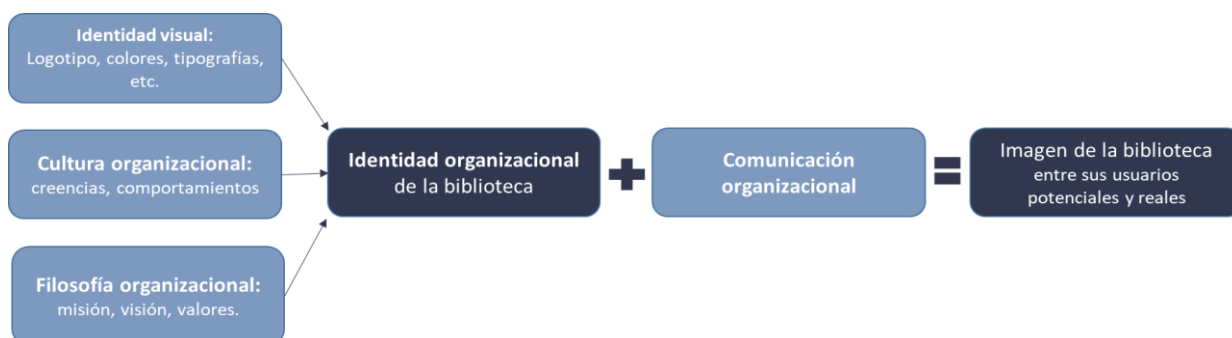 Identidad visual:
Logotipo, colores, tipografías,
etc.
Cultura organizacional:
creencias, comportamientos
Filosofía organizacional:
misión, visión, valores.
Identidad organizacional
de la biblioteca
+
Comunicación
organizacional
=
Imagen de la biblioteca
entre sus usuarios
potenciales y reales